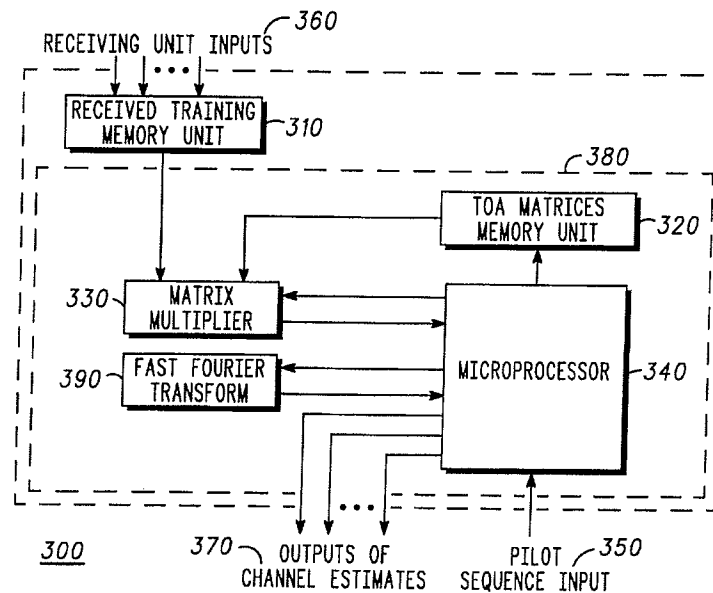 360
RECEIVING UNIT INPUTS
RECEIVED TRAINING
MEMORY UNIT
310
380
TOA MATRICES
MEMORY UNIT
320
330
MATRIX
MULTIPLIER
390
FAST FOURIER
TRANSFORM
MICROPROCESSOR
340
300
370
OUTPUTS OF
CHANNEL ESTIMATES
PILOT
SEQUENCE INPUT
350